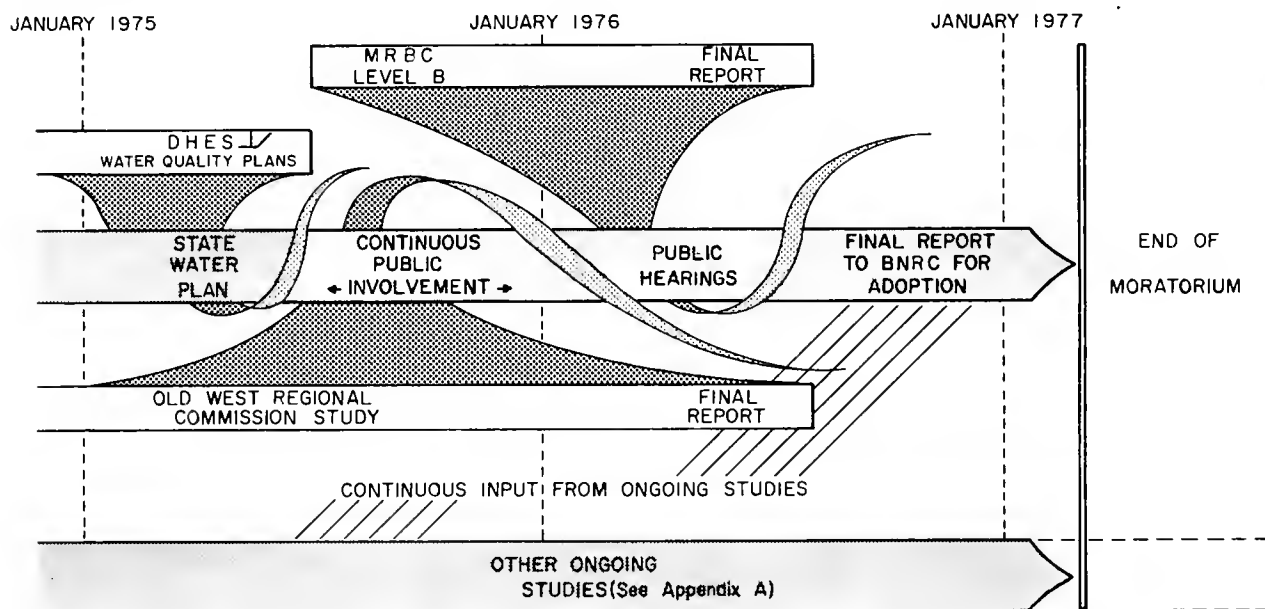 JANUARY 1975
JANUARY 1976
JANUARY 1977
MRBC
LEVEL B
FINAL
REPORT
DHES 1/
WATER QUALITY PLANS
STATE
WATER
PLAN
CONTINUOUS
PUBLIC
INVOLVEMENT
PUBLIC
HEARINGS
FINAL REPORT
TO BNRC FOR
ADOPTION
END OF
MORATORIUM
OLD WEST REGIONAL
COMMISSION STUDY
FINAL
REPORT
CONTINUOUS INPUT FROM ONGOING STUDIES
OTHER ONGOING
STUDIES (See Appendix A)